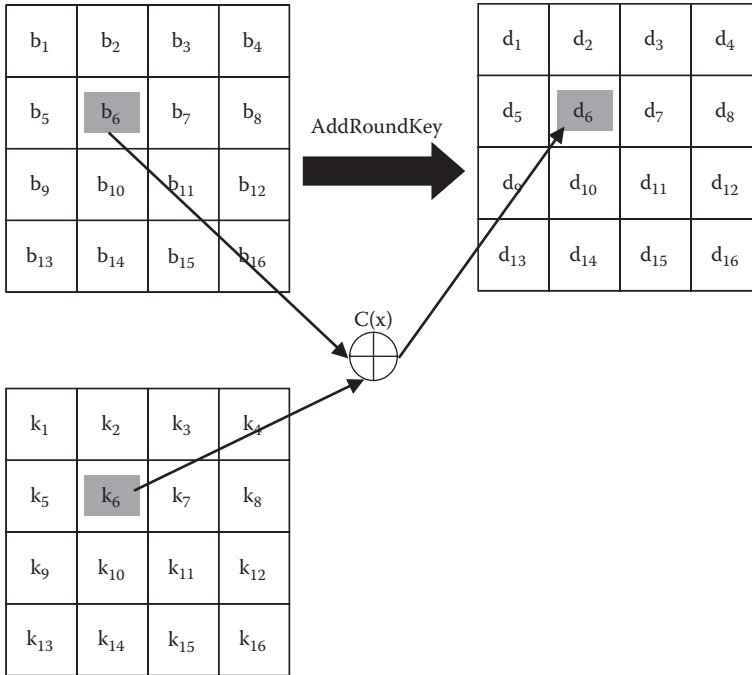 b₁ b₂ b₃ b₄
b₅ b₆ b₇ b₈
b₉ b₁₀ b₁₁ b₁₂
b₁₃ b₁₄ b₁₅ b₁₆
AddRoundKey
d₁ d₂ d₃ d₄
d₅ d₆ d₇ d₈
d₉ d₁₀ d₁₁ d₁₂
d₁₃ d₁₄ d₁₅ d₁₆
C(x)
k₁ k₂ k₃ k₄
k₅ k₆ k₇ k₈
k₉ k₁₀ k₁₁ k₁₂
k₁₃ k₁₄ k₁₅ k₁₆